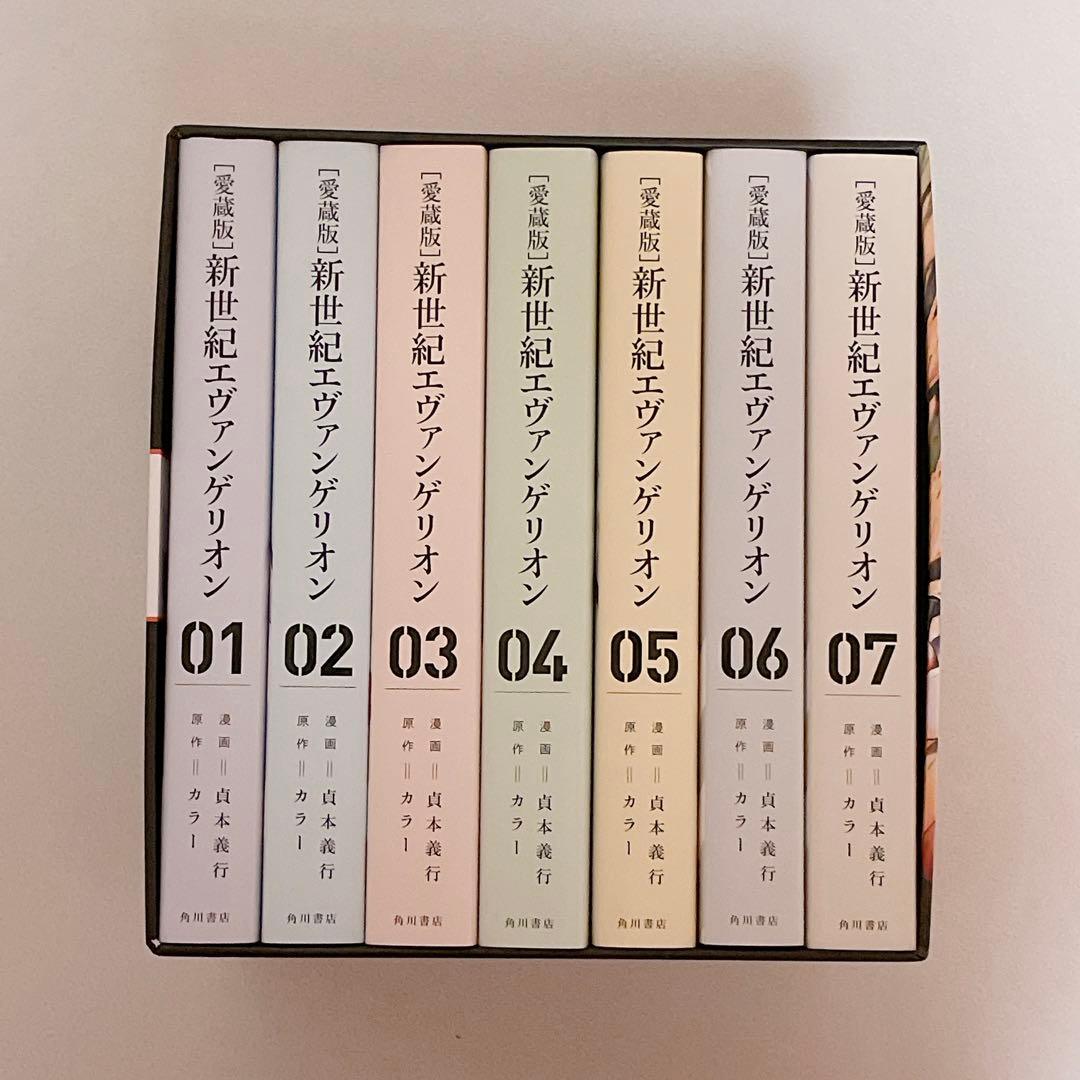 [愛蔵版]新世紀エヴァンゲリオン
01
漫画=貞本義行
原作=カラー
角川書店
[愛蔵版]新世紀エヴァンゲリオン
02
漫画=貞本義行
原作=カラー
角川書店
[愛蔵版]新世紀エヴァンゲリオン
03
漫画=貞本義行
原作=カラー
角川書店
[愛蔵版]新世紀エヴァンゲリオン
04
漫画=貞本義行
原作=カラー
角川書店
[愛蔵版]新世紀エヴァンゲリオン
05
漫画=貞本義行
原作=カラー
角川書店
[愛蔵版]新世紀エヴァンゲリオン
06
漫画=貞本義行
原作=カラー
角川書店
[愛蔵版]新世紀エヴァンゲリオン
07
漫画=貞本義行
原作=カラー
角川書店